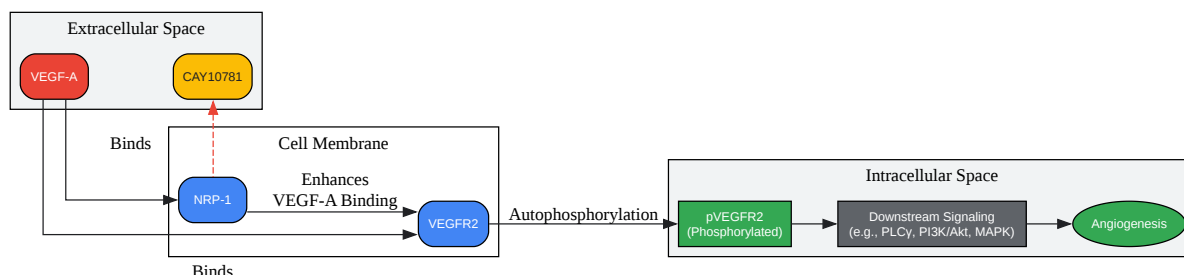 Extracellular Space
VEGF-A
CAY10781
Binds
Cell Membrane
NRP-1
Enhances
VEGF-A Binding
VEGFR2
Binds
Autophosphorylation
Intracellular Space
pVEGFR2
(Phosphorylated)
Downstream Signaling
(e.g., PLCγ, PI3K/Akt, MAPK)
Angiogenesis